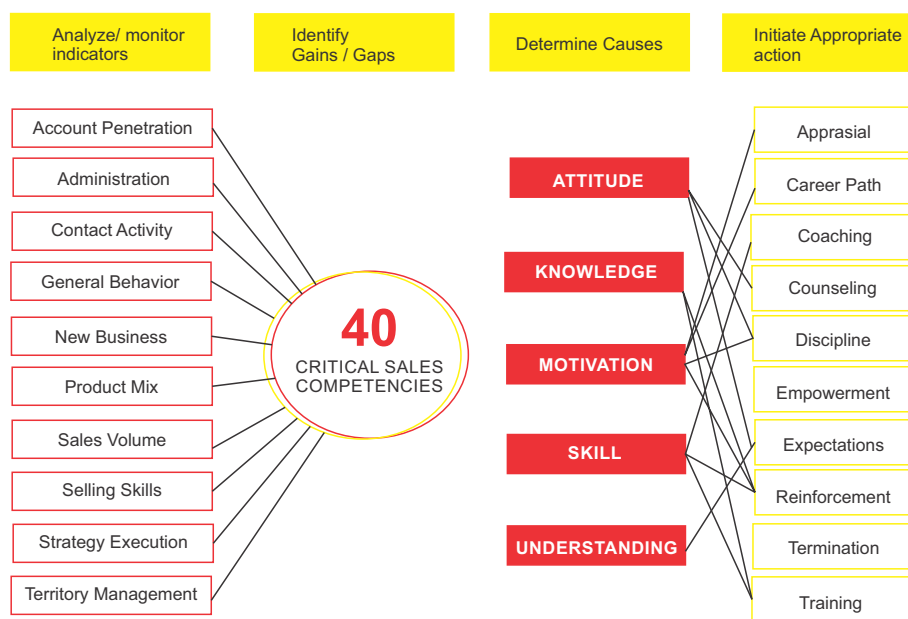 Analyze/ monitor
indicators
Identify
Gains / Gaps
Determine Causes
Initiate Appropriate
action
Account Penetration
Administration
Contact Activity
General Behavior
New Business
Product Mix
Sales Volume
Selling Skills
Strategy Execution
Territory Management
40
CRITICAL SALES
COMPETENCIES
ATTITUDE
KNOWLEDGE
MOTIVATION
SKILL
UNDERSTANDING
Apprasial
Career Path
Coaching
Counseling
Discipline
Empowerment
Expectations
Reinforcement
Termination
Training